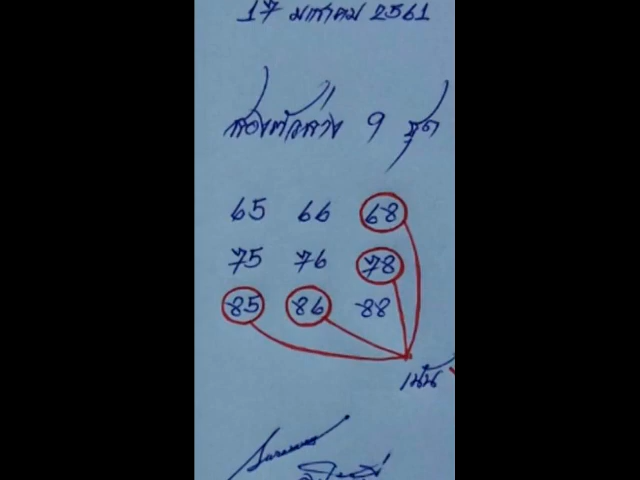 17 มกราคม 2561
สองตัวล่าง 9 ชุด
65 66 68
75 76 78
85 86 88
เน้น